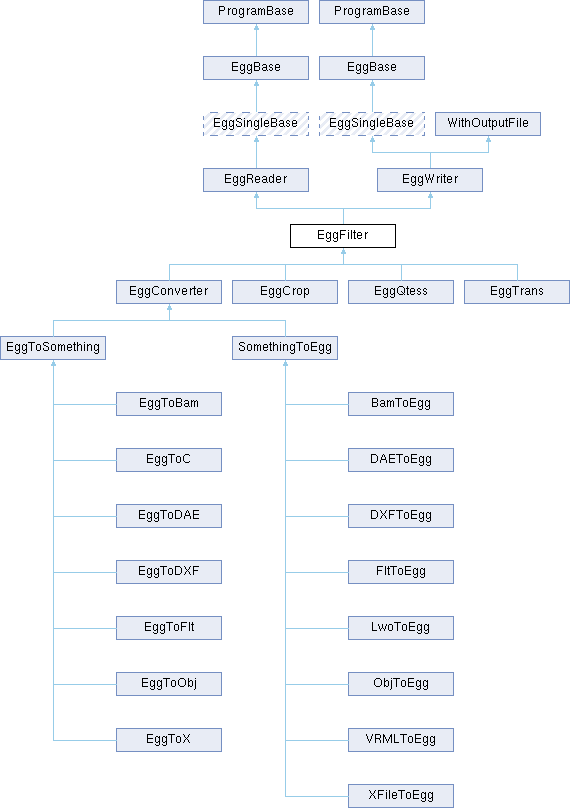 ProgramBase ProgramBase
EggBase EggBase
EggSingleBase EggSingleBase WithOutputFile
EggReader EggWriter
EggFilter
EggConverter EggCrop EggQtess EggTrans
EggToSomething SomethingToEgg
EggToBam BamToEgg
EggToC DAEToEgg
EggToDAE DXFToEgg
EggToDXF FltToEgg
EggToFlt LwoToEgg
EggToObj ObjToEgg
EggToX VRMLToEgg
XFileToEgg